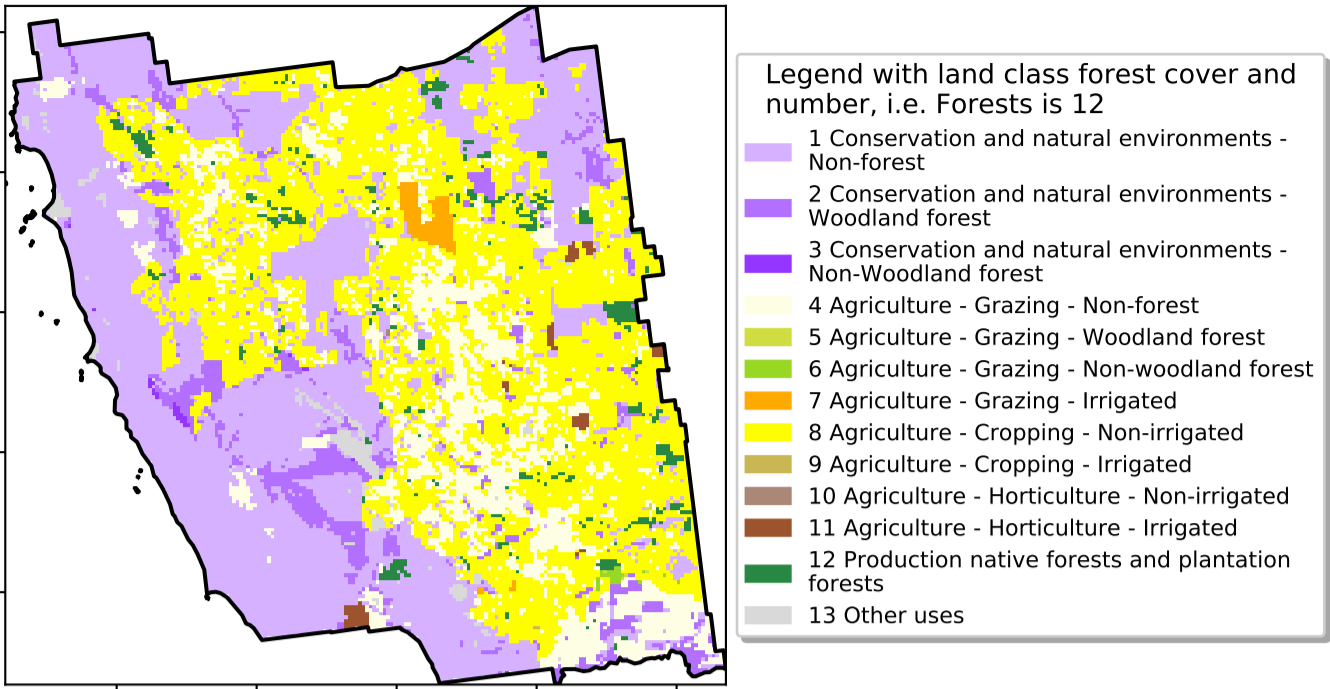 Legend with land class forest cover and
number, i.e. Forests is 12
1 Conservation and natural environments -
Non-forest
2 Conservation and natural environments -
Woodland forest
3 Conservation and natural environments -
Non-Woodland forest
4 Agriculture - Grazing - Non-forest
5 Agriculture - Grazing - Woodland forest
6 Agriculture - Grazing - Non-woodland forest
7 Agriculture - Grazing - Irrigated
8 Agriculture - Cropping - Non-irrigated
9 Agriculture - Cropping - Irrigated
10 Agriculture - Horticulture - Non-irrigated
11 Agriculture - Horticulture - Irrigated
12 Production native forests and plantation
forests
13 Other uses